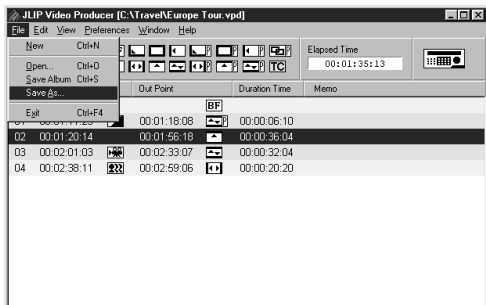 JLIP Video Producer [C:\Travel\Europe Tour.vpd]
File Edit View Preferences Window Help
New Ctrl+N
Open... Ctrl+O
Save Album Ctrl+S
Save As...
Exit Ctrl+F4
P P P P
P P TC
Elapsed Time
00:01:35:13
Out Point Duration Time Memo
BF
00:01:18:08 P 00:00:06:10
02 00:01:20:14 00:01:56:18 00:00:36:04
03 00:02:01:03 00:02:33:07 00:00:32:04
04 00:02:38:11 00:02:59:06 00:00:20:20